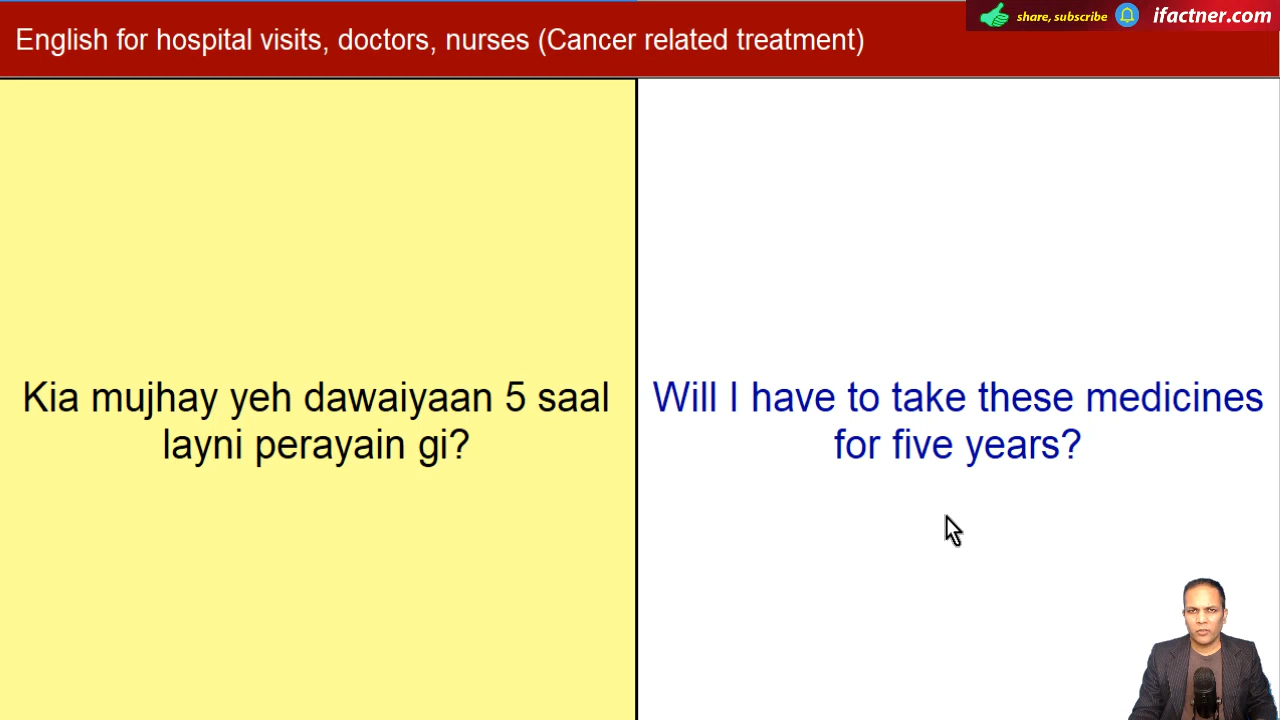 English for hospital visits, doctors, nurses (Cancer related treatment)
share, subscribe
ifactner.com
Kia mujhay yeh dawaiyaan 5 saal
layni perayain gi?
Will I have to take these medicines
for five years?